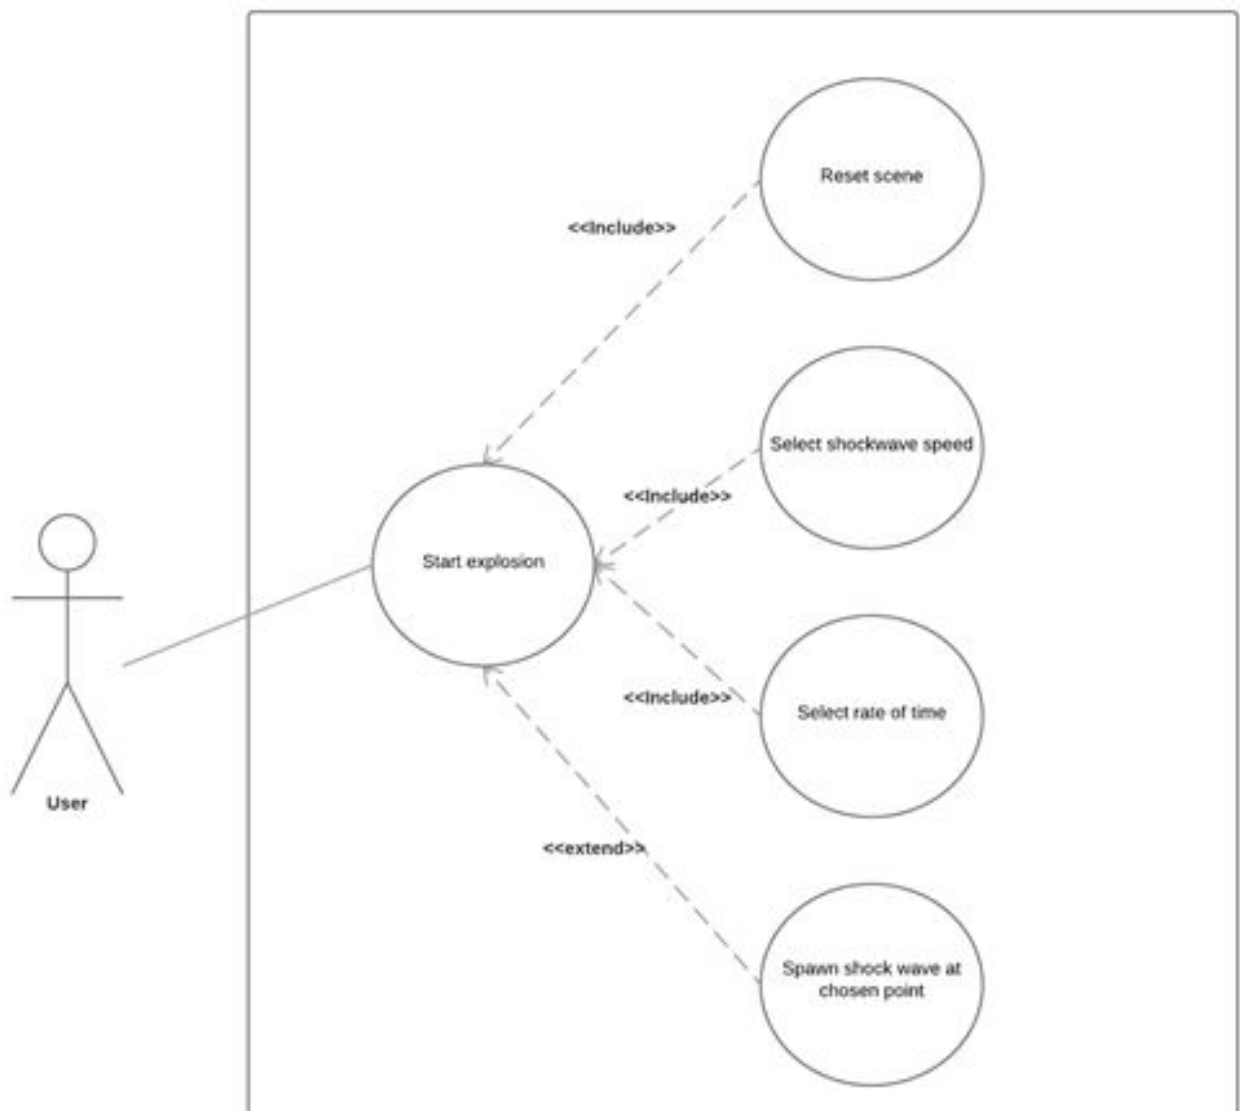 Reset scene
<<Include>>
Select shockwave speed
<<Include>>
Start explosion
<<Include>>
Select rate of time
User
<<extend>>
Spawn shock wave at
chosen point